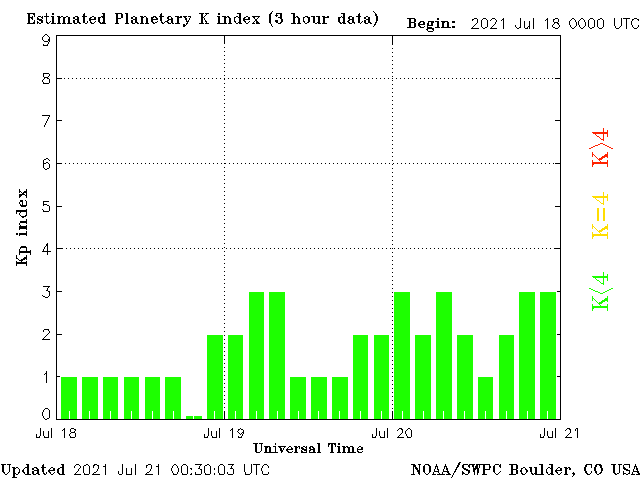 Estimated Planetary K index (3 hour data)
Begin: 2021 Jul 18 0000 UTC
9
8
7
6
5
4
3
2
1
0
Kp index
K>4
K=4
K<4
Jul 18
Jul 19
Jul 20
Jul 21
Universal Time
Updated 2021 Jul 21 00:30:03 UTC
NOAA/SWPC Boulder, CO USA